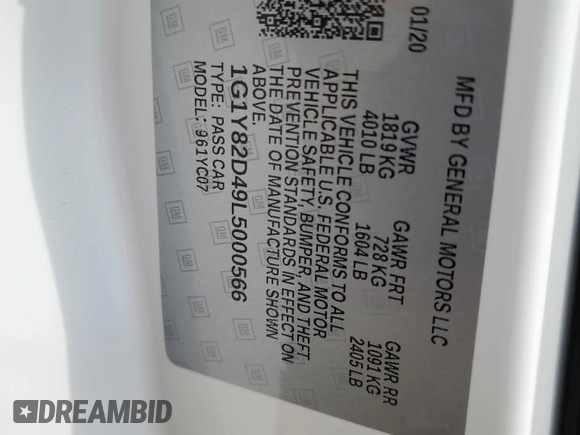 MFD BY GENERAL MOTORS LLC
01/20
GVWR GAWR FRT GAWR RR
1819 KG 728 KG 1091 KG
4010 LB 1604 LB 2405 LB
THIS VEHICLE CONFORMS TO ALL
APPLICABLE U.S. FEDERAL MOTOR
VEHICLE SAFETY, BUMPER, AND THEFT
PREVENTION STANDARDS IN EFFECT ON
THE DATE OF MANUFACTURE SHOWN
ABOVE.
1G1Y82D49L5000566
TYPE: PASS CAR
MODEL: 961YC07
DREAMBID